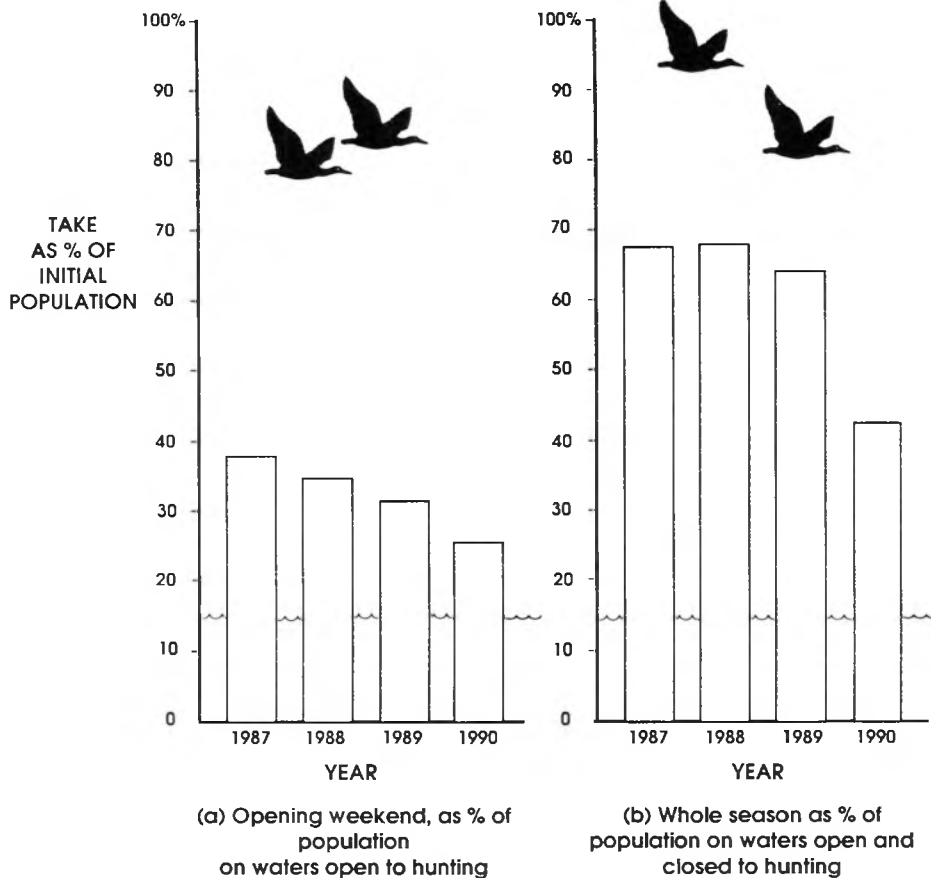 TAKE
AS % OF
INITIAL
POPULATION
100%
90
80
70
60
50
40
30
20
10
0
1987 1988 1989 1990
YEAR
(a) Opening weekend, as % of
population
on waters open to hunting
100%
90
80
70
60
50
40
30
20
10
0
1987 1988 1989 1990
YEAR
(b) Whole season as % of
population on waters open and
closed to hunting